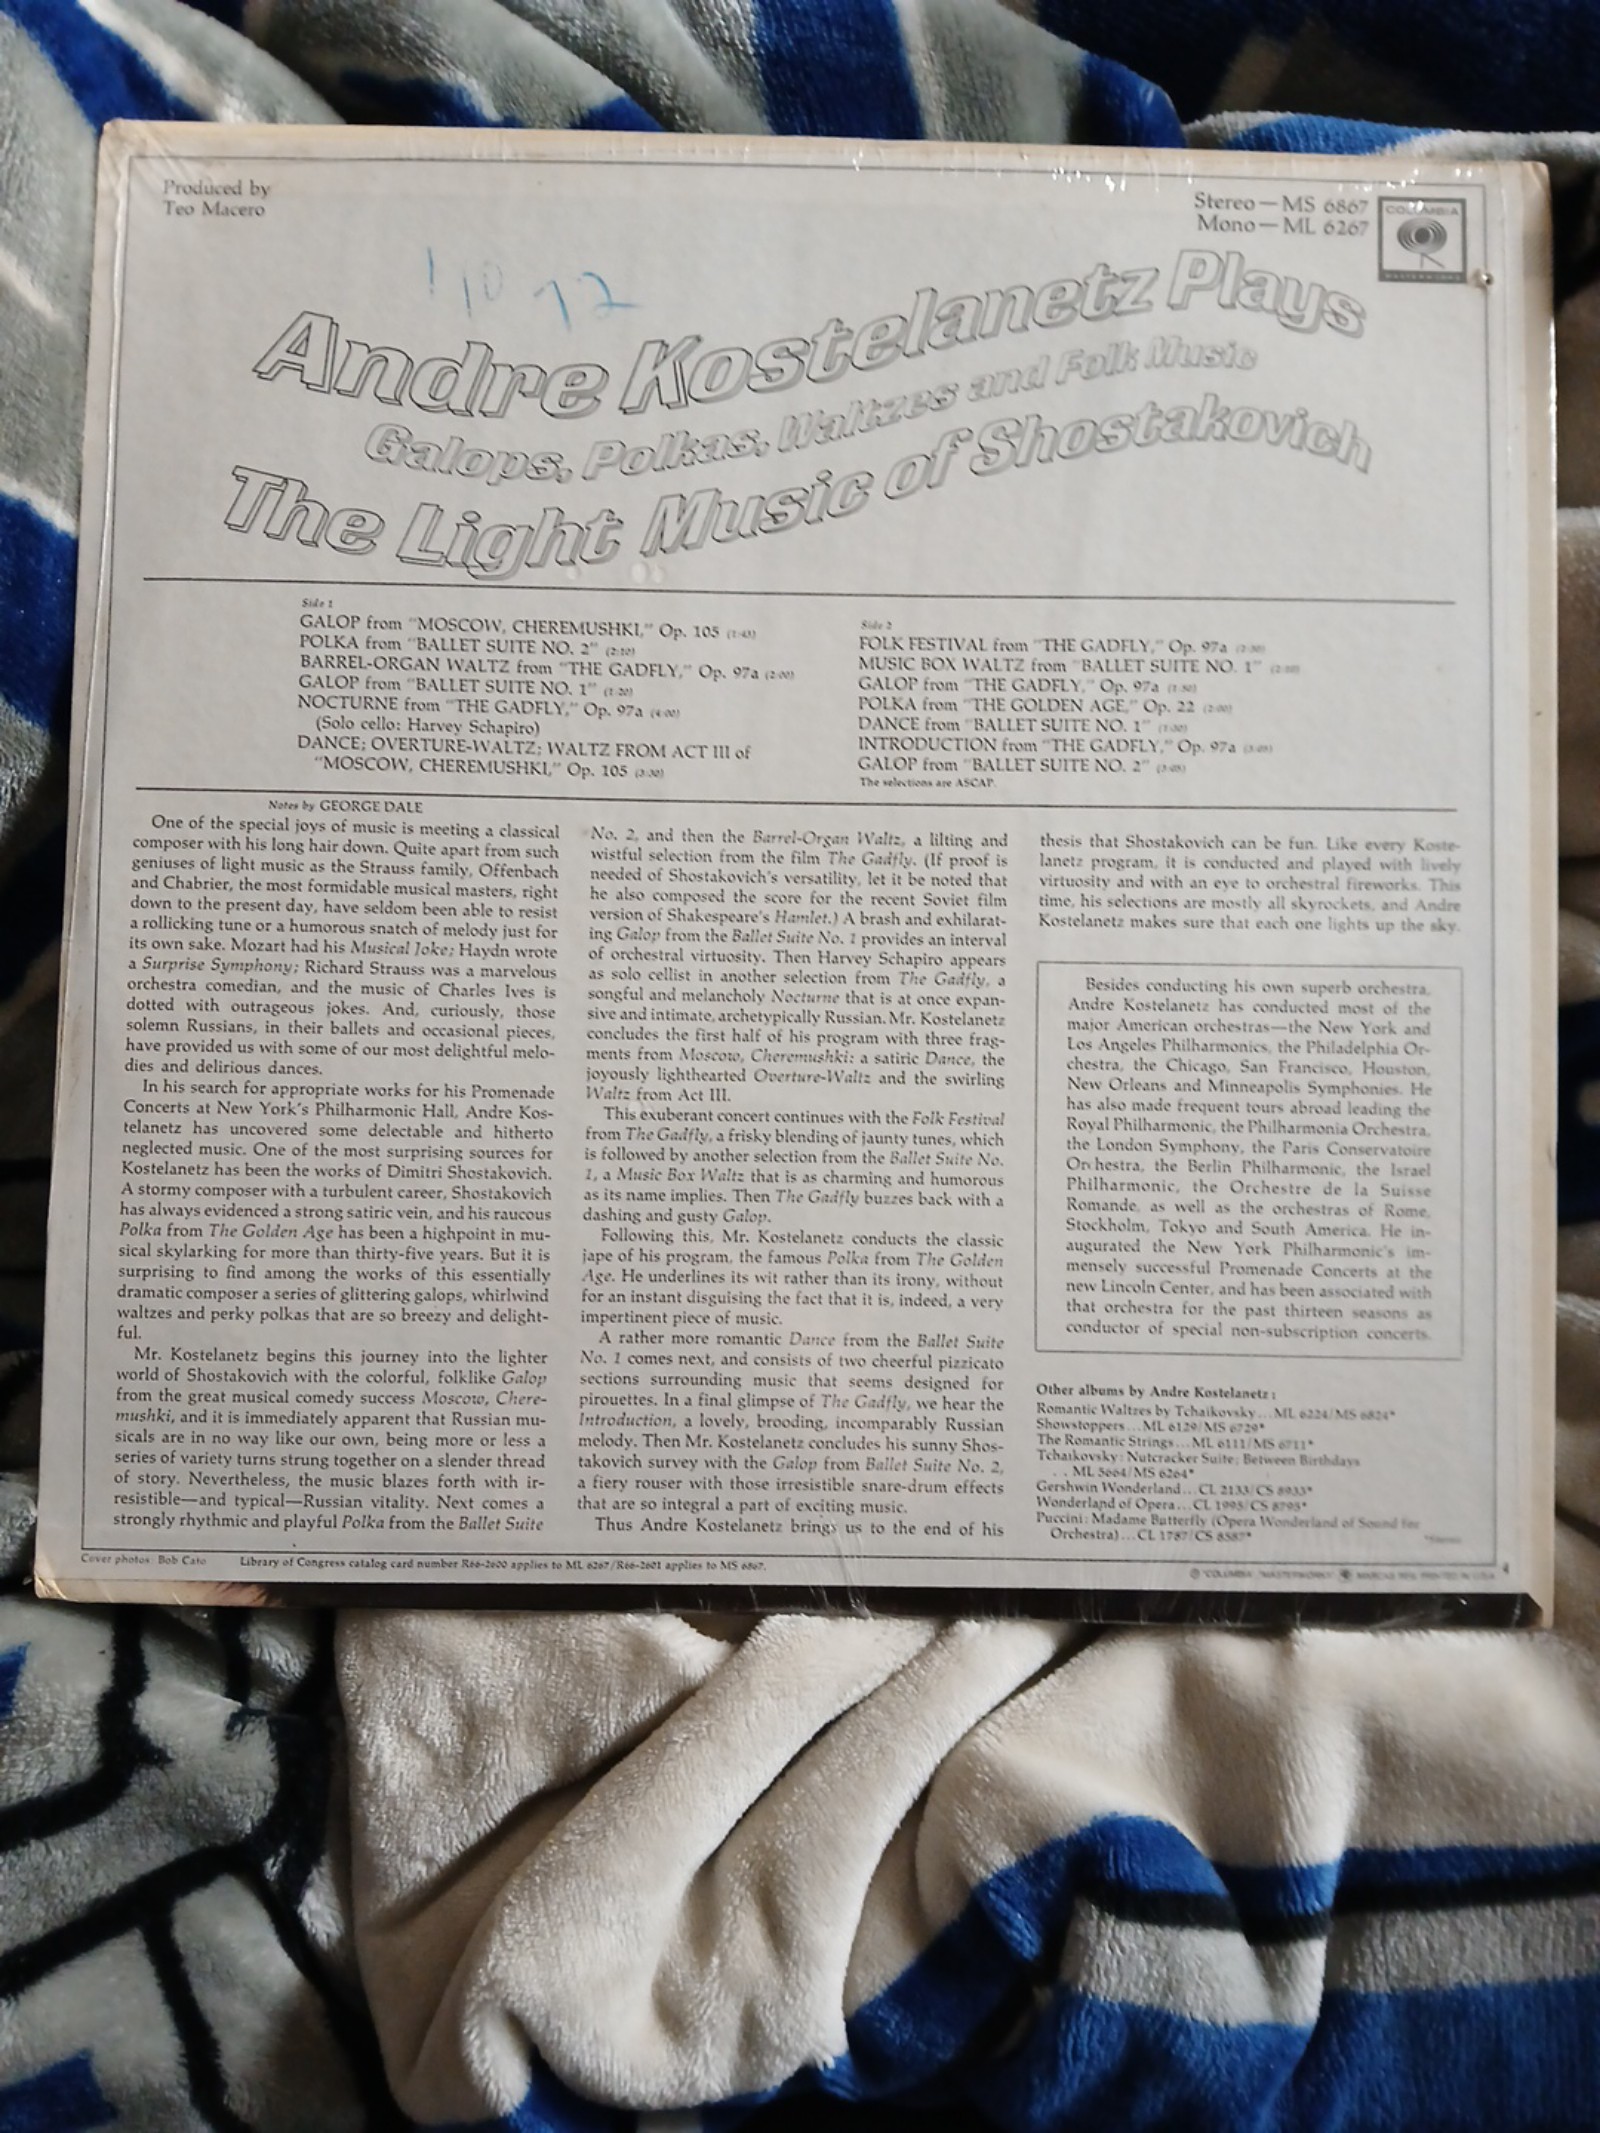 Produced by
Teo Macero
Stereo — MS 6867
Mono — ML 6267
COLUMBIA
MASTERWORKS
Andre Kostelanetz Plays
Galops, Polkas, Waltzes and Folk Music
The Light Music of Shostakovich
Side 1
GALOP from "MOSCOW, CHEREMUSHKI," Op. 105
POLKA from "BALLET SUITE NO. 2" (2:10)
BARREL-ORGAN WALTZ from "THE GADFLY," Op. 97a (2:00)
GALOP from "BALLET SUITE NO. 1" (1:20)
NOCTURNE from "THE GADFLY," Op. 97a (4:00)
(Solo cello: Harvey Schapiro)
DANCE; OVERTURE-WALTZ; WALTZ FROM ACT III of
"MOSCOW, CHEREMUSHKI," Op. 105
Side 2
FOLK FESTIVAL from "THE GADFLY," Op. 97a
MUSIC BOX WALTZ from "BALLET SUITE NO. 1"
GALOP from "THE GADFLY," Op. 97a
POLKA from "THE GOLDEN AGE," Op. 22 (2:00)
DANCE from "BALLET SUITE NO. 1"
INTRODUCTION from "THE GADFLY," Op. 97a
GALOP from "BALLET SUITE NO. 2"
The selections are ASCAP.
Notes by GEORGE DALE
One of the special joys of music is meeting a classical
composer with his long hair down. Quite apart from such
geniuses of light music as the Strauss family, Offenbach
and Chabrier, the most formidable musical masters, right
down to the present day, have seldom been able to resist
a rollicking tune or a humorous snatch of melody just for
its own sake. Mozart had his Musical Joke; Haydn wrote
a Surprise Symphony; Richard Strauss was a marvelous
orchestra comedian, and the music of Charles Ives is
dotted with outrageous jokes. And, curiously, those
solemn Russians, in their ballets and occasional pieces,
have provided us with some of our most delightful melo-
dies and delirious dances.
In his search for appropriate works for his Promenade
Concerts at New York's Philharmonic Hall, Andre Kos-
telanetz has uncovered some delectable and hitherto
neglected music. One of the most surprising sources for
Kostelanetz has been the works of Dimitri Shostakovich.
A stormy composer with a turbulent career, Shostakovich
has always evidenced a strong satiric vein, and his raucous
Polka from The Golden Age has been a highpoint in mu-
sical skylarking for more than thirty-five years. But it is
surprising to find among the works of this essentially
dramatic composer a series of glittering galops, whirlwind
waltzes and perky polkas that are so breezy and delight-
ful.
Mr. Kostelanetz begins this journey into the lighter
world of Shostakovich with the colorful, folklike Galop
from the great musical comedy success Moscow, Chere-
mushki, and it is immediately apparent that Russian mu-
sicals are in no way like our own, being more or less a
series of variety turns strung together on a slender thread
of story. Nevertheless, the music blazes forth with ir-
resistible—and typical—Russian vitality. Next comes a
strongly rhythmic and playful Polka from the Ballet Suite
No. 2, and then the Barrel-Organ Waltz, a lilting and
wistful selection from the film The Gadfly. (If proof is
needed of Shostakovich's versatility, let it be noted that
he also composed the score for the recent Soviet film
version of Shakespeare's Hamlet.) A brash and exhilarat-
ing Galop from the Ballet Suite No. 1 provides an interval
of orchestral virtuosity. Then Harvey Schapiro appears
as solo cellist in another selection from The Gadfly, a
songful and melancholy Nocturne that is at once expan-
sive and intimate, archetypically Russian. Mr. Kostelanetz
concludes the first half of his program with three frag-
ments from Moscow, Cheremushki: a satiric Dance, the
joyously lighthearted Overture-Waltz and the swirling
Waltz from Act III.
This exuberant concert continues with the Folk Festival
from The Gadfly, a frisky blending of jaunty tunes, which
is followed by another selection from the Ballet Suite No.
1, a Music Box Waltz that is as charming and humorous
as its name implies. Then The Gadfly buzzes back with a
dashing and gusty Galop.
Following this, Mr. Kostelanetz conducts the classic
jape of his program, the famous Polka from The Golden
Age. He underlines its wit rather than its irony, without
for an instant disguising the fact that it is, indeed, a very
impertinent piece of music.
A rather more romantic Dance from the Ballet Suite
No. 1 comes next, and consists of two cheerful pizzicato
sections surrounding music that seems designed for
pirouettes. In a final glimpse of The Gadfly, we hear the
Introduction, a lovely, brooding, incomparably Russian
melody. Then Mr. Kostelanetz concludes his sunny Shos-
takovich survey with the Galop from Ballet Suite No. 2,
a fiery rouser with those irresistible snare-drum effects
that are so integral a part of exciting music.
Thus Andre Kostelanetz brings us to the end of his
thesis that Shostakovich can be fun. Like every Koste-
lanetz program, it is conducted and played with lively
virtuosity and with an eye to orchestral fireworks. This
time, his selections are mostly all skyrockets, and Andre
Kostelanetz makes sure that each one lights up the sky.
Besides conducting his own superb orchestra,
Andre Kostelanetz has conducted most of the
major American orchestras—the New York and
Los Angeles Philharmonics, the Philadelphia Or-
chestra, the Chicago, San Francisco, Houston,
New Orleans and Minneapolis Symphonies. He
has also made frequent tours abroad leading the
Royal Philharmonic, the Philharmonia Orchestra,
the London Symphony, the Paris Conservatoire
Orchestra, the Berlin Philharmonic, the Israel
Philharmonic, the Orchestre de la Suisse
Romande, as well as the orchestras of Rome,
Stockholm, Tokyo and South America. He in-
augurated the New York Philharmonic's im-
mensely successful Promenade Concerts at the
new Lincoln Center, and has been associated with
that orchestra for the past thirteen seasons as
conductor of special non-subscription concerts.
Other albums by Andre Kostelanetz:
Romantic Waltzes by Tchaikovsky...ML 6224/MS 6824*
Showstoppers...ML 6129/MS 6729*
The Romantic Strings...ML 6111/MS 6711*
Tchaikovsky: Nutcracker Suite; Between Birthdays
...ML 5664/MS 6264*
Gershwin Wonderland...CL 2133/CS 8933*
Wonderland of Opera...CL 1995/CS 8795*
Puccini: Madame Butterfly (Opera Wonderland of Sound for
Orchestra)...CL 1787/CS 8587*
*Stereo
Cover photos: Bob Cato
Library of Congress catalog card number R66-2600 applies to ML 6267/R66-2601 applies to MS 6867.
4